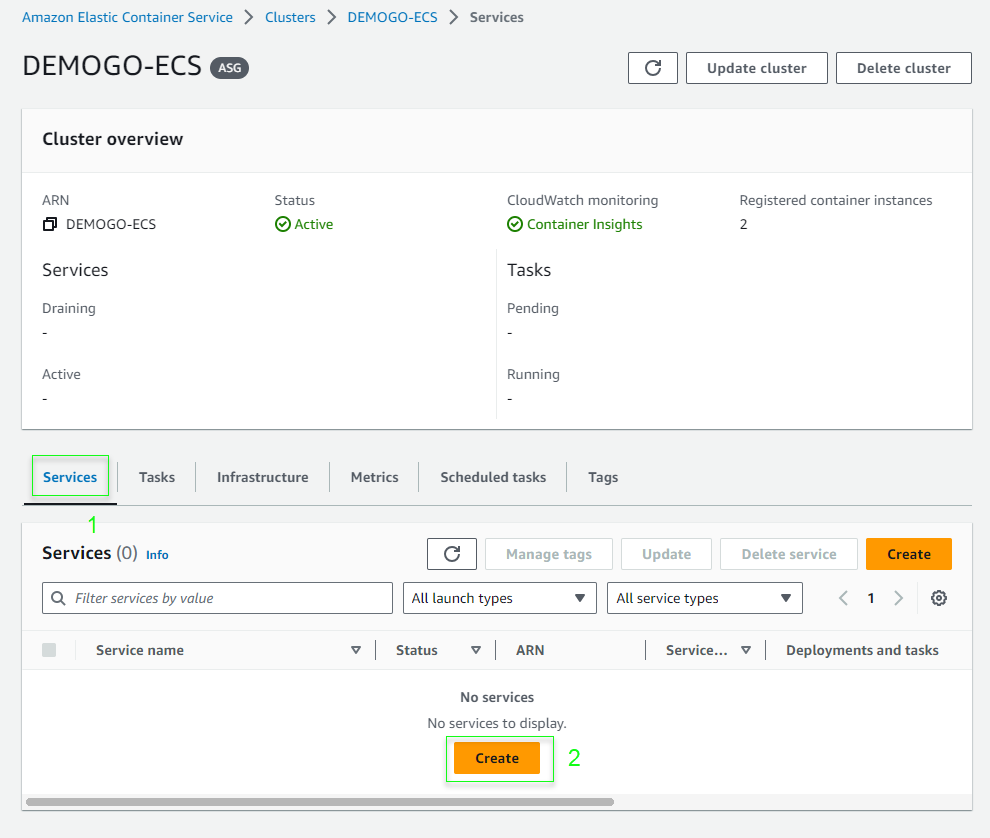 Amazon Elastic Container Service > Clusters > DEMOGO-ECS > Services
DEMOGO-ECS ASG
Update cluster Delete cluster
Cluster overview
ARN Status CloudWatch monitoring Registered container instances
DEMOGO-ECS Active Container Insights 2
Services Tasks
Draining Pending
- -
Active Running
- -
Services Tasks Infrastructure Metrics Scheduled tasks Tags
1
Services (0) Info Manage tags Update Delete service Create
Filter services by value All launch types All service types 1
Service name Status ARN Service... Deployments and tasks
No services
No services to display.
Create 2